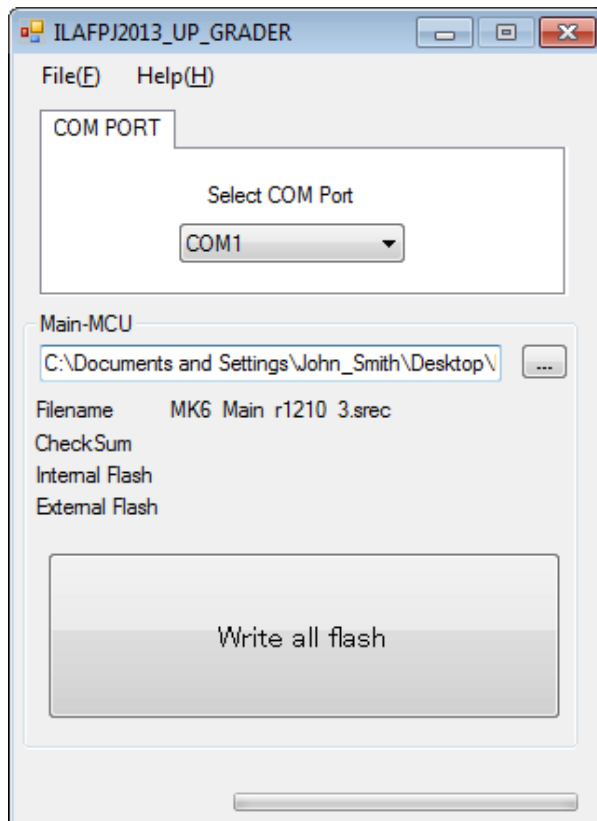 ILAFPJ2013_UP_GRADER
File(F) Help(H)
COM PORT
Select COM Port
COM1
Main-MCU
C:\Documents and Settings\John_Smith\Desktop\
...
Filename MK6 Main r1210 3.srec
CheckSum
Internal Flash
External Flash
Write all flash